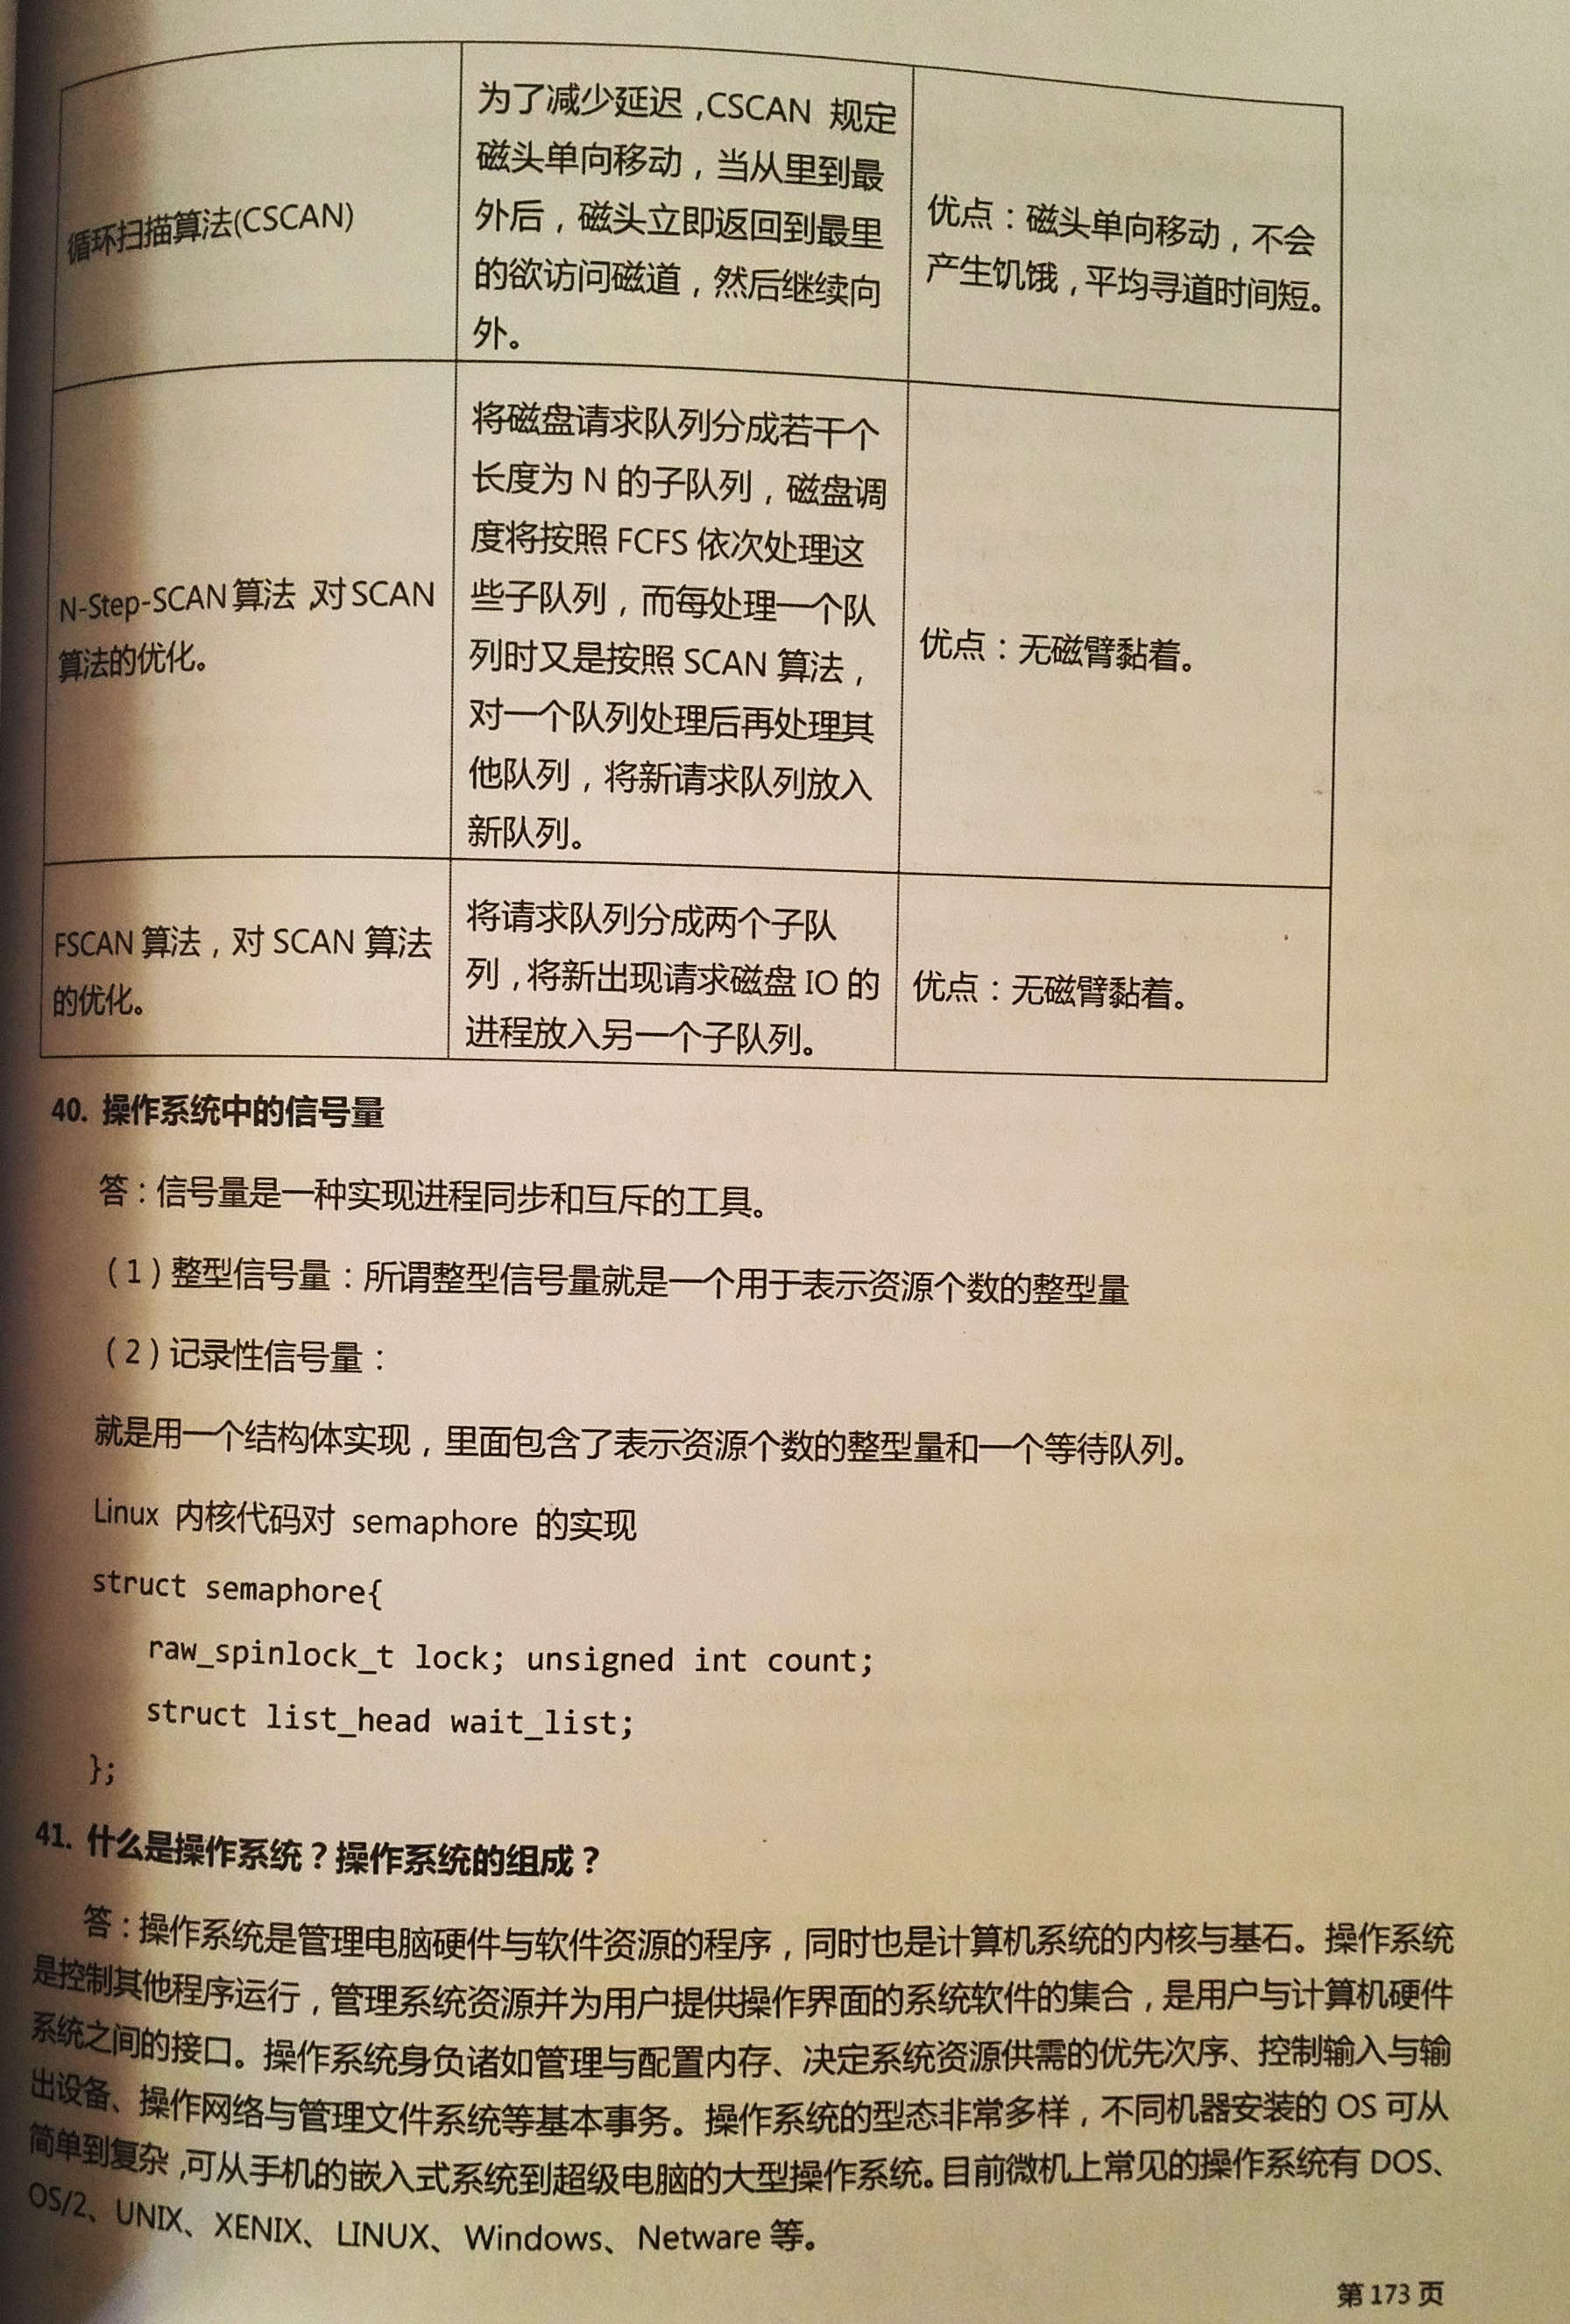 循环扫描算法(CSCAN)
为了减少延迟,CSCAN 规定
磁头单向移动，当从里到最
外后，磁头立即返回到最里
的欲访问磁道，然后继续向
外。
优点：磁头单向移动，不会
产生饥饿，平均寻道时间短。
N-Step-SCAN算法,对SCAN
算法的优化。
将磁盘请求队列分成若干个
长度为 N 的子队列，磁盘调
度将按照 FCFS 依次处理这
些子队列，而每处理一个队
列时又是按照 SCAN 算法，
对一个队列处理后再处理其
他队列，将新请求队列放入
新队列。
优点：无磁臂黏着。
FSCAN 算法，对 SCAN 算法
的优化。
将请求队列分成两个子队
列，将新出现请求磁盘 IO 的
进程放入另一个子队列。
优点：无磁臂黏着。
40. 操作系统中的信号量
答：信号量是一种实现进程同步和互斥的工具。
（1）整型信号量：所谓整型信号量就是一个用于表示资源个数的整型量
（2）记录性信号量：
就是用一个结构体实现，里面包含了表示资源个数的整型量和一个等待队列。
Linux 内核代码对 semaphore 的实现
struct semaphore{
raw_spinlock_t lock; unsigned int count;
struct list_head wait_list;
};
41. 什么是操作系统？操作系统的组成？
答：操作系统是管理电脑硬件与软件资源的程序，同时也是计算机系统的内核与基石。操作系统
是控制其他程序运行，管理系统资源并为用户提供操作界面的系统软件的集合，是用户与计算机硬件
系统之间的接口。操作系统身负诸如管理与配置内存、决定系统资源供需的优先次序、控制输入与输
出设备、操作网络与管理文件系统等基本事务。操作系统的型态非常多样，不同机器安装的 OS 可从
简单到复杂,可从手机的嵌入式系统到超级电脑的大型操作系统。目前微机上常见的操作系统有 DOS、
OS/2、UNIX、XENIX、LINUX、Windows、Netware 等。
第 173 页